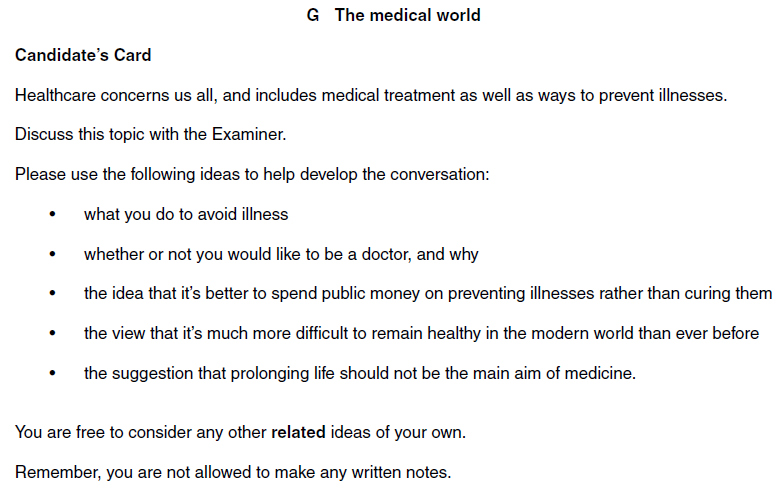 G The medical world
Candidate's Card
Healthcare concerns us all, and includes medical treatment as well as ways to prevent illnesses.
Discuss this topic with the Examiner.
Please use the following ideas to help develop the conversation:
• what you do to avoid illness
• whether or not you would like to be a doctor, and why
• the idea that it's better to spend public money on preventing illnesses rather than curing them
• the view that it's much more difficult to remain healthy in the modern world than ever before
• the suggestion that prolonging life should not be the main aim of medicine.
You are free to consider any other related ideas of your own.
Remember, you are not allowed to make any written notes.